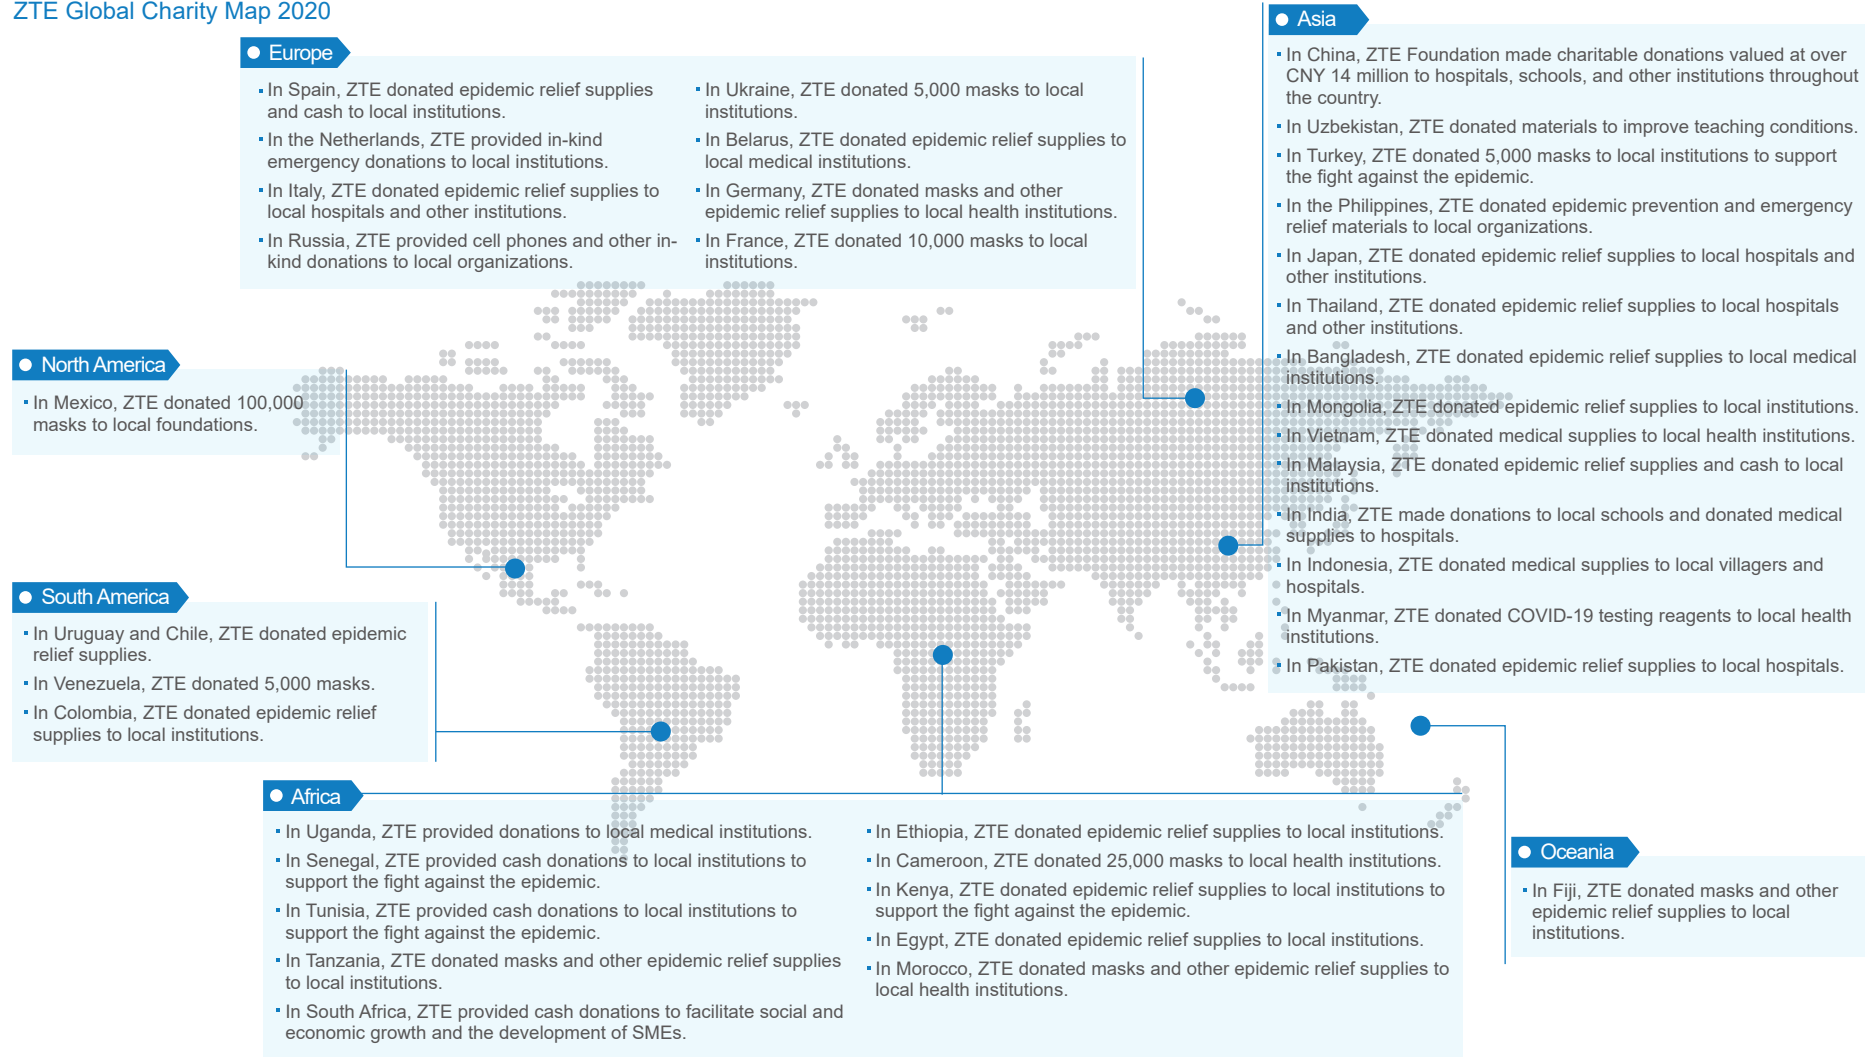 ZTE Global Charity Map 2020
Europe
▪ In Spain, ZTE donated epidemic relief supplies
and cash to local institutions.
▪ In the Netherlands, ZTE provided in-kind
emergency donations to local institutions.
▪ In Italy, ZTE donated epidemic relief supplies to
local hospitals and other institutions.
▪ In Russia, ZTE provided cell phones and other in-
kind donations to local organizations.
▪ In Ukraine, ZTE donated 5,000 masks to local
institutions.
▪ In Belarus, ZTE donated epidemic relief supplies to
local medical institutions.
▪ In Germany, ZTE donated masks and other
epidemic relief supplies to local health institutions.
▪ In France, ZTE donated 10,000 masks to local
institutions.
Asia
▪ In China, ZTE Foundation made charitable donations valued at over
CNY 14 million to hospitals, schools, and other institutions throughout
the country.
▪ In Uzbekistan, ZTE donated materials to improve teaching conditions.
▪ In Turkey, ZTE donated 5,000 masks to local institutions to support
the fight against the epidemic.
▪ In the Philippines, ZTE donated epidemic prevention and emergency
relief materials to local organizations.
▪ In Japan, ZTE donated epidemic relief supplies to local hospitals and
other institutions.
▪ In Thailand, ZTE donated epidemic relief supplies to local hospitals
and other institutions.
▪ In Bangladesh, ZTE donated epidemic relief supplies to local medical
institutions.
▪ In Mongolia, ZTE donated epidemic relief supplies to local institutions.
▪ In Vietnam, ZTE donated medical supplies to local health institutions.
▪ In Malaysia, ZTE donated epidemic relief supplies and cash to local
institutions.
▪ In India, ZTE made donations to local schools and donated medical
supplies to hospitals.
▪ In Indonesia, ZTE donated medical supplies to local villagers and
hospitals.
▪ In Myanmar, ZTE donated COVID-19 testing reagents to local health
institutions.
▪ In Pakistan, ZTE donated epidemic relief supplies to local hospitals.
North America
▪ In Mexico, ZTE donated 100,000
masks to local foundations.
South America
▪ In Uruguay and Chile, ZTE donated epidemic
relief supplies.
▪ In Venezuela, ZTE donated 5,000 masks.
▪ In Colombia, ZTE donated epidemic relief
supplies to local institutions.
Africa
▪ In Uganda, ZTE provided donations to local medical institutions.
▪ In Senegal, ZTE provided cash donations to local institutions to
support the fight against the epidemic.
▪ In Tunisia, ZTE provided cash donations to local institutions to
support the fight against the epidemic.
▪ In Tanzania, ZTE donated masks and other epidemic relief supplies
to local institutions.
▪ In South Africa, ZTE provided cash donations to facilitate social and
economic growth and the development of SMEs.
▪ In Ethiopia, ZTE donated epidemic relief supplies to local institutions.
▪ In Cameroon, ZTE donated 25,000 masks to local health institutions.
▪ In Kenya, ZTE donated epidemic relief supplies to local institutions to
support the fight against the epidemic.
▪ In Egypt, ZTE donated epidemic relief supplies to local institutions.
▪ In Morocco, ZTE donated masks and other epidemic relief supplies to
local health institutions.
Oceania
▪ In Fiji, ZTE donated masks and other
epidemic relief supplies to local
institutions.